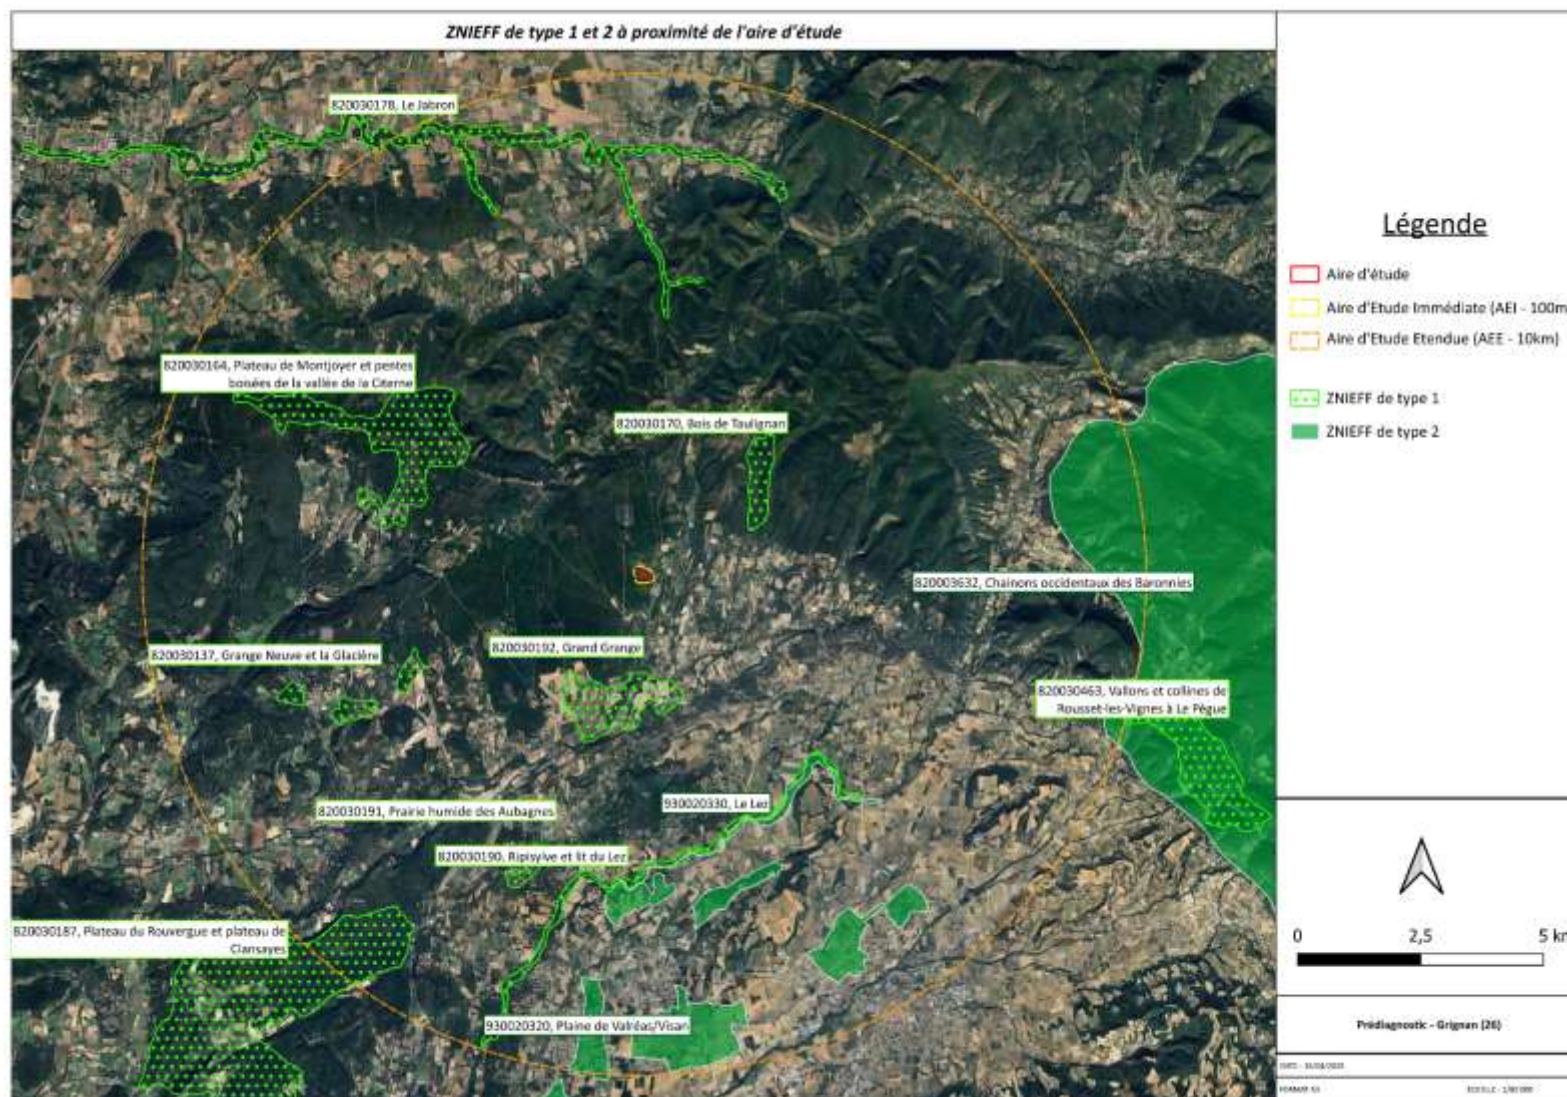 ZNIEFF de type 1 et 2 à proximité de l'aire d'étude
820030178, Le Jabron
820030164, Plateau de Montjoyer et pentes
boisées de la vallée de la Citerne
820030170, Bois de Taulignan
820003632, Chainons occidentaux des Baronnies
820030137, Grange Neuve et la Glacière
820030192, Grand Grange
820030463, Vallons et collines de
Rousset-les-Vignes à Le Pègue
820030191, Prairie humide des Aubagnes
930020330, Le Lez
820030190, Ripisylve et lit du Lez
820030187, Plateau du Rouvergue et plateau de
Clansayes
930020320, Plaine de Valréas/Visan
Légende
Aire d'étude
Aire d'Etude Immédiate (AEI - 100m
Aire d'Etude Etendue (AEE - 10km)
ZNIEFF de type 1
ZNIEFF de type 2
0 2,5 5 km
Prédiagnostic - Grignan (26)